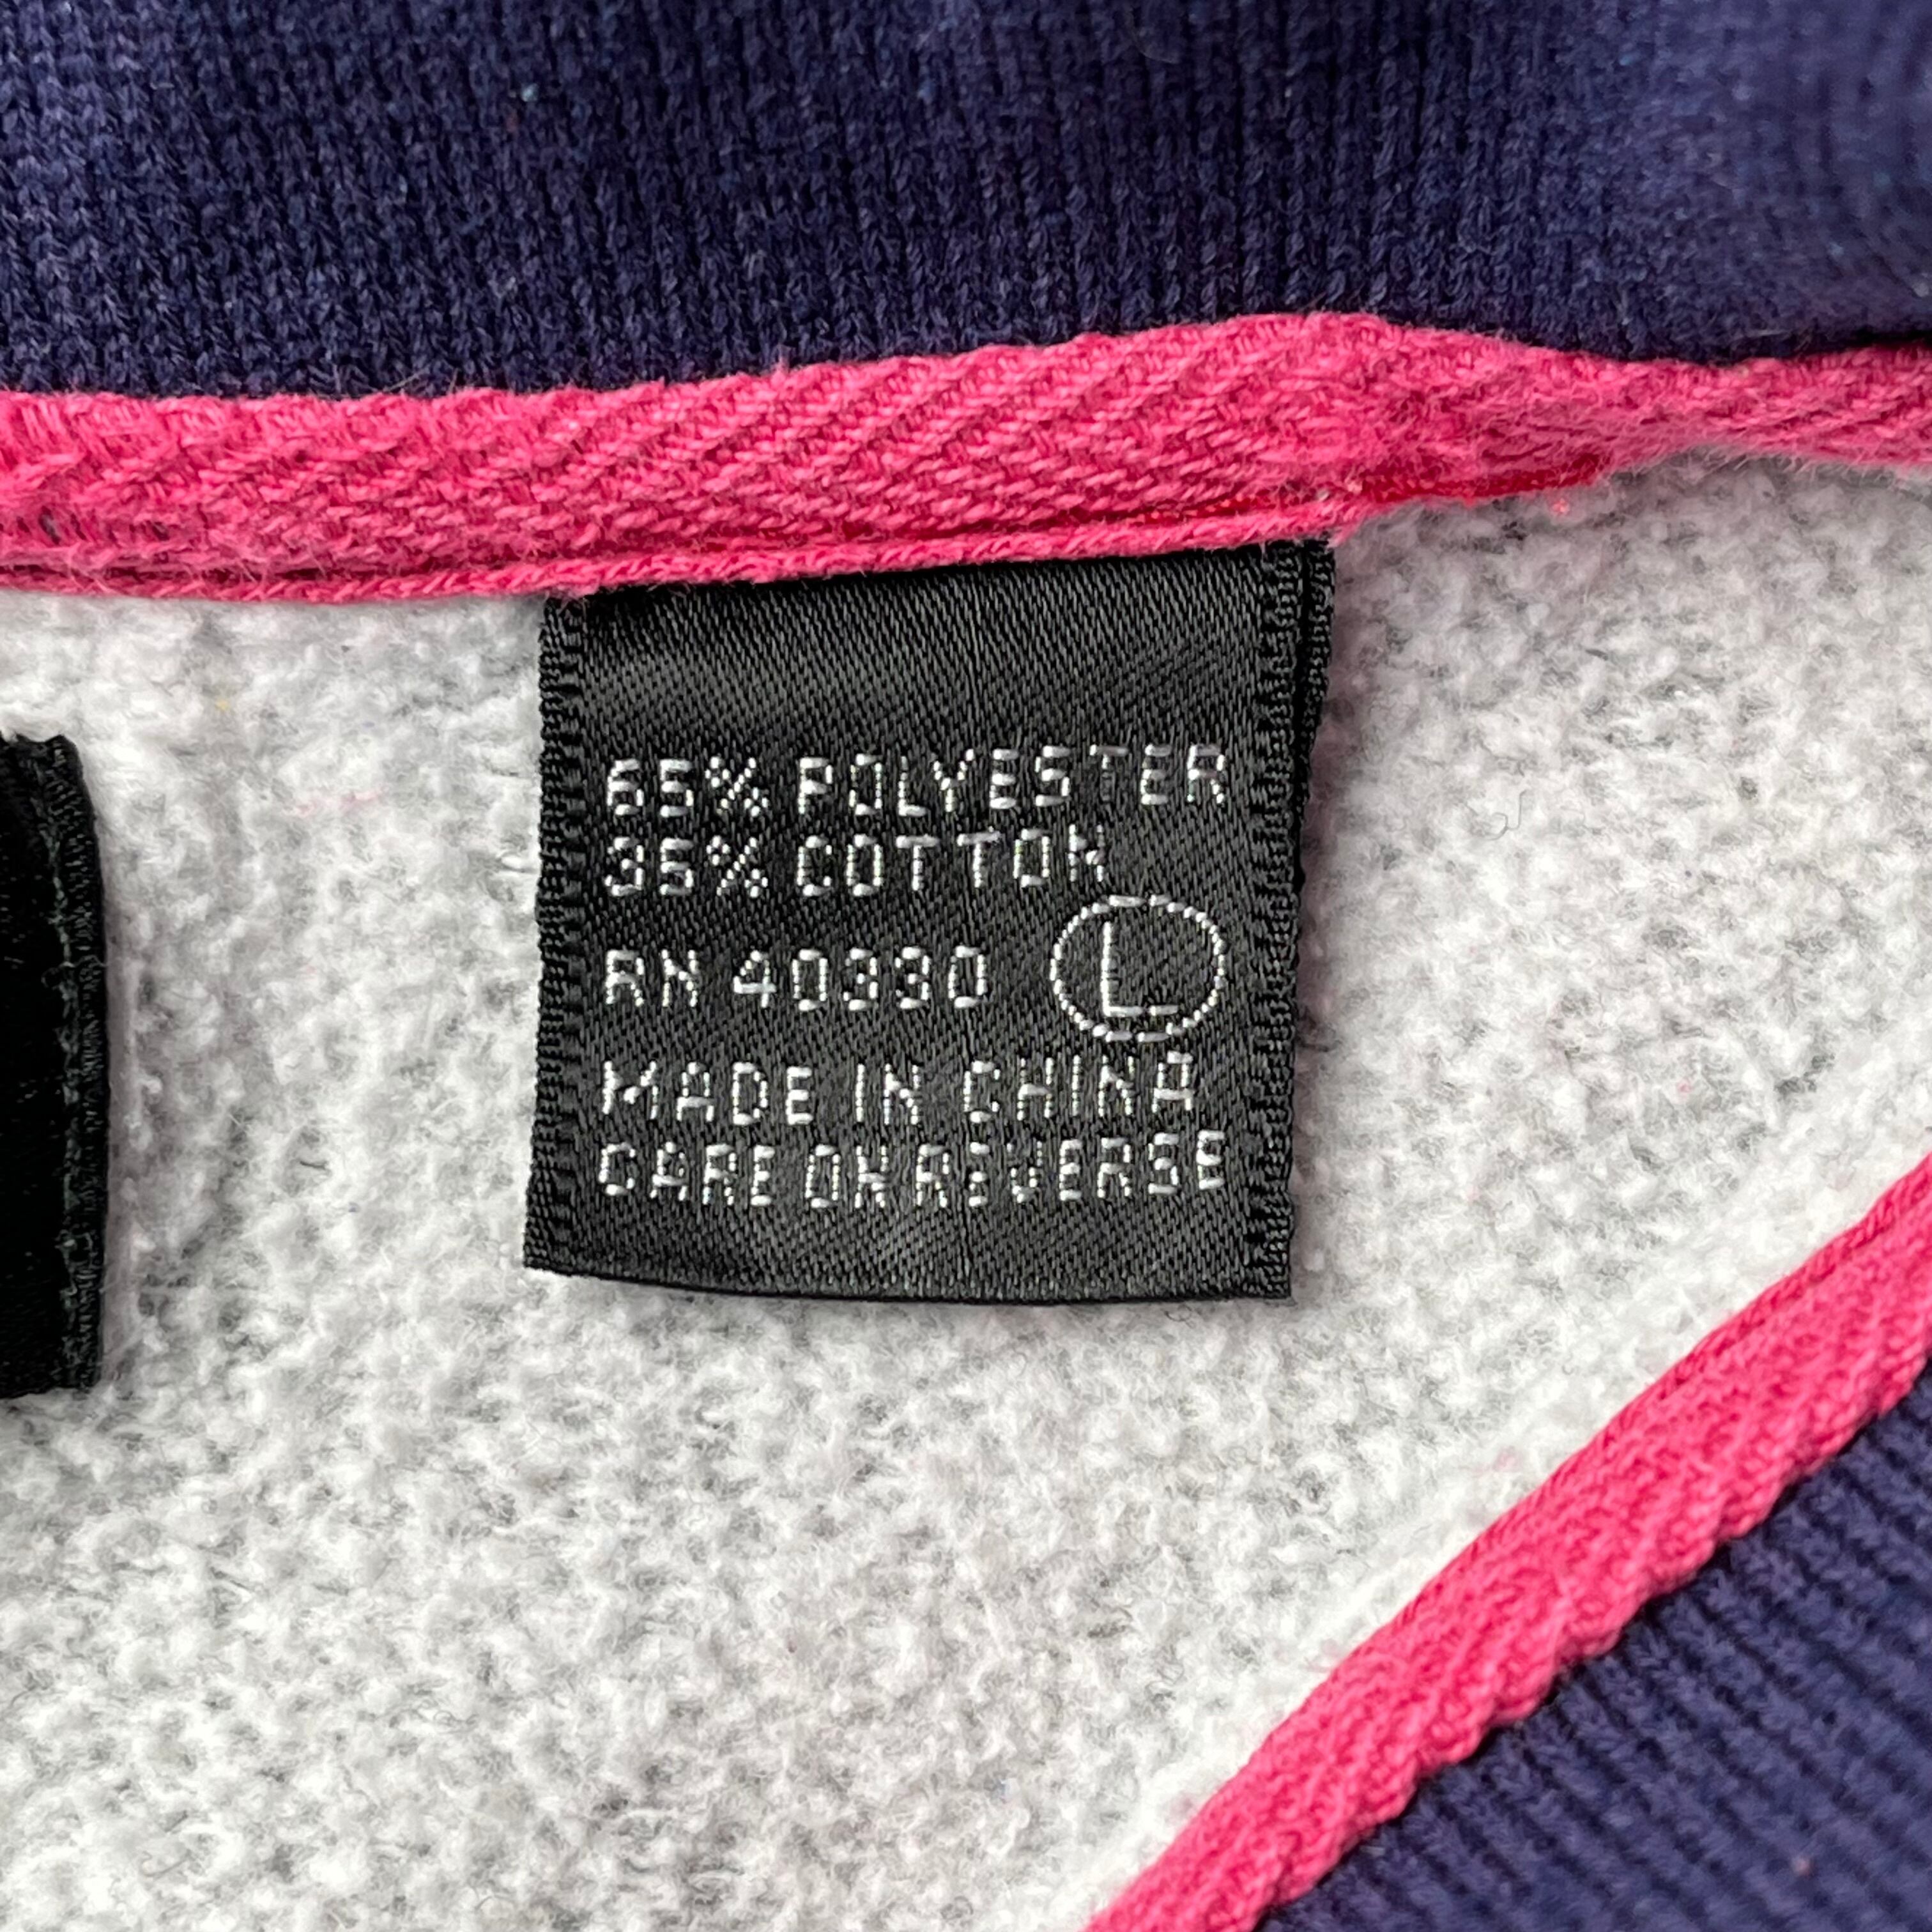 65% POLYESTER
35% COTTON
RN 40330 L
MADE IN CHINA
CARE ON REVERSE